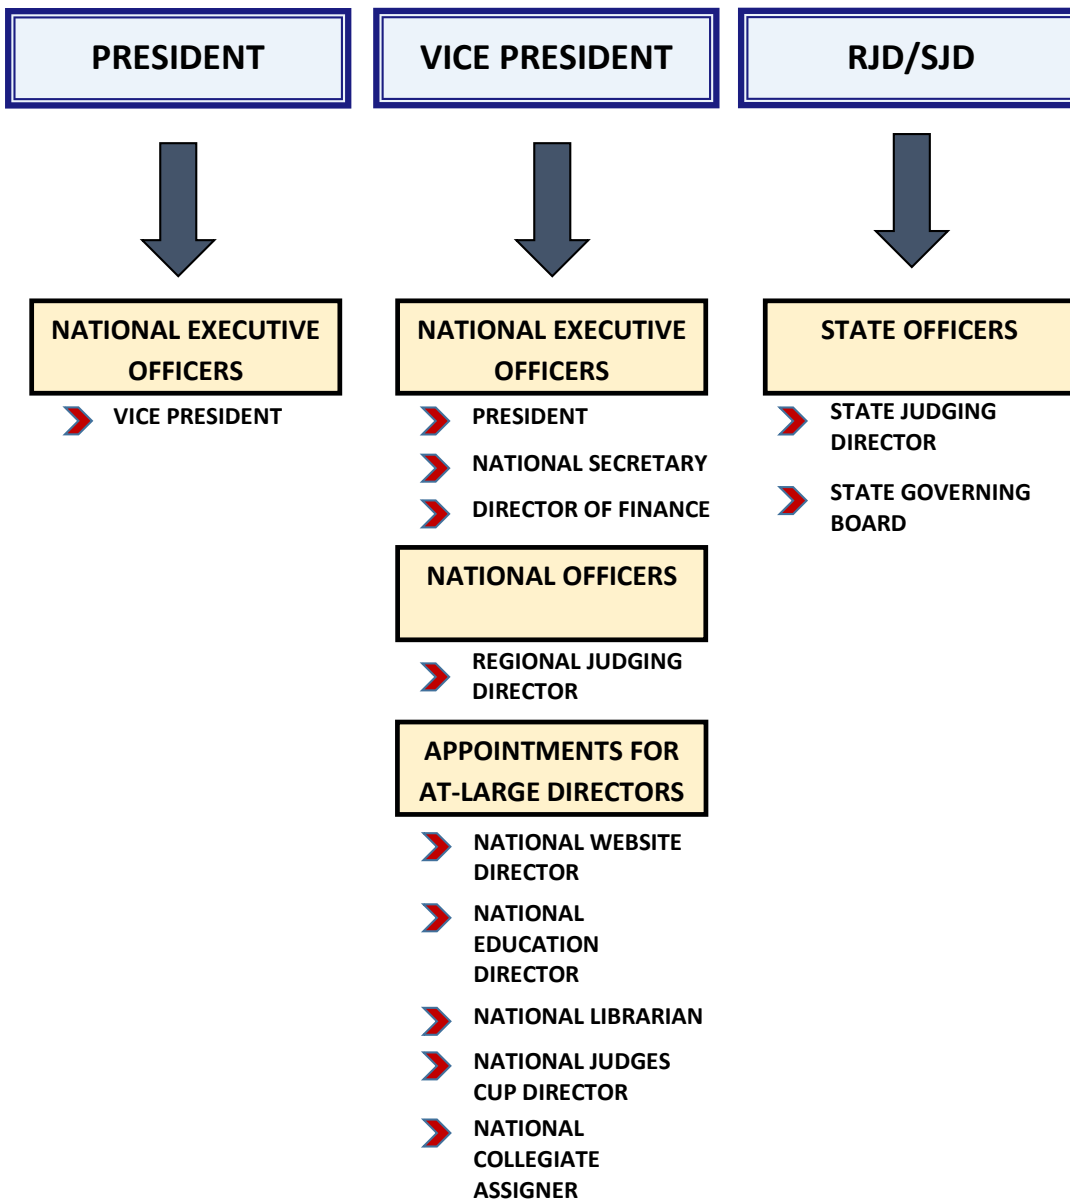 PRESIDENT
VICE PRESIDENT
RJD/SJD
NATIONAL EXECUTIVE
OFFICERS
VICE PRESIDENT
NATIONAL EXECUTIVE
OFFICERS
PRESIDENT
NATIONAL SECRETARY
DIRECTOR OF FINANCE
NATIONAL OFFICERS
REGIONAL JUDGING
DIRECTOR
APPOINTMENTS FOR
AT-LARGE DIRECTORS
NATIONAL WEBSITE
DIRECTOR
NATIONAL
EDUCATION
DIRECTOR
NATIONAL LIBRARIAN
NATIONAL JUDGES
CUP DIRECTOR
NATIONAL
COLLEGIATE
ASSIGNER
STATE OFFICERS
STATE JUDGING
DIRECTOR
STATE GOVERNING
BOARD